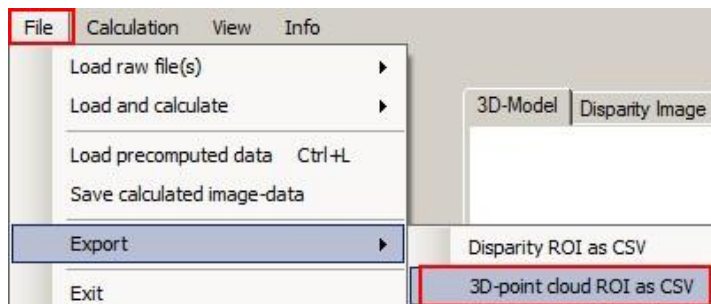 File Calculation View Info
Load raw file(s)
Load and calculate
3D-Model Disparity Image
Load precomputed data Ctrl+L
Save calculated image-data
Export
Disparity ROI as CSV
3D-point cloud ROI as CSV
Exit